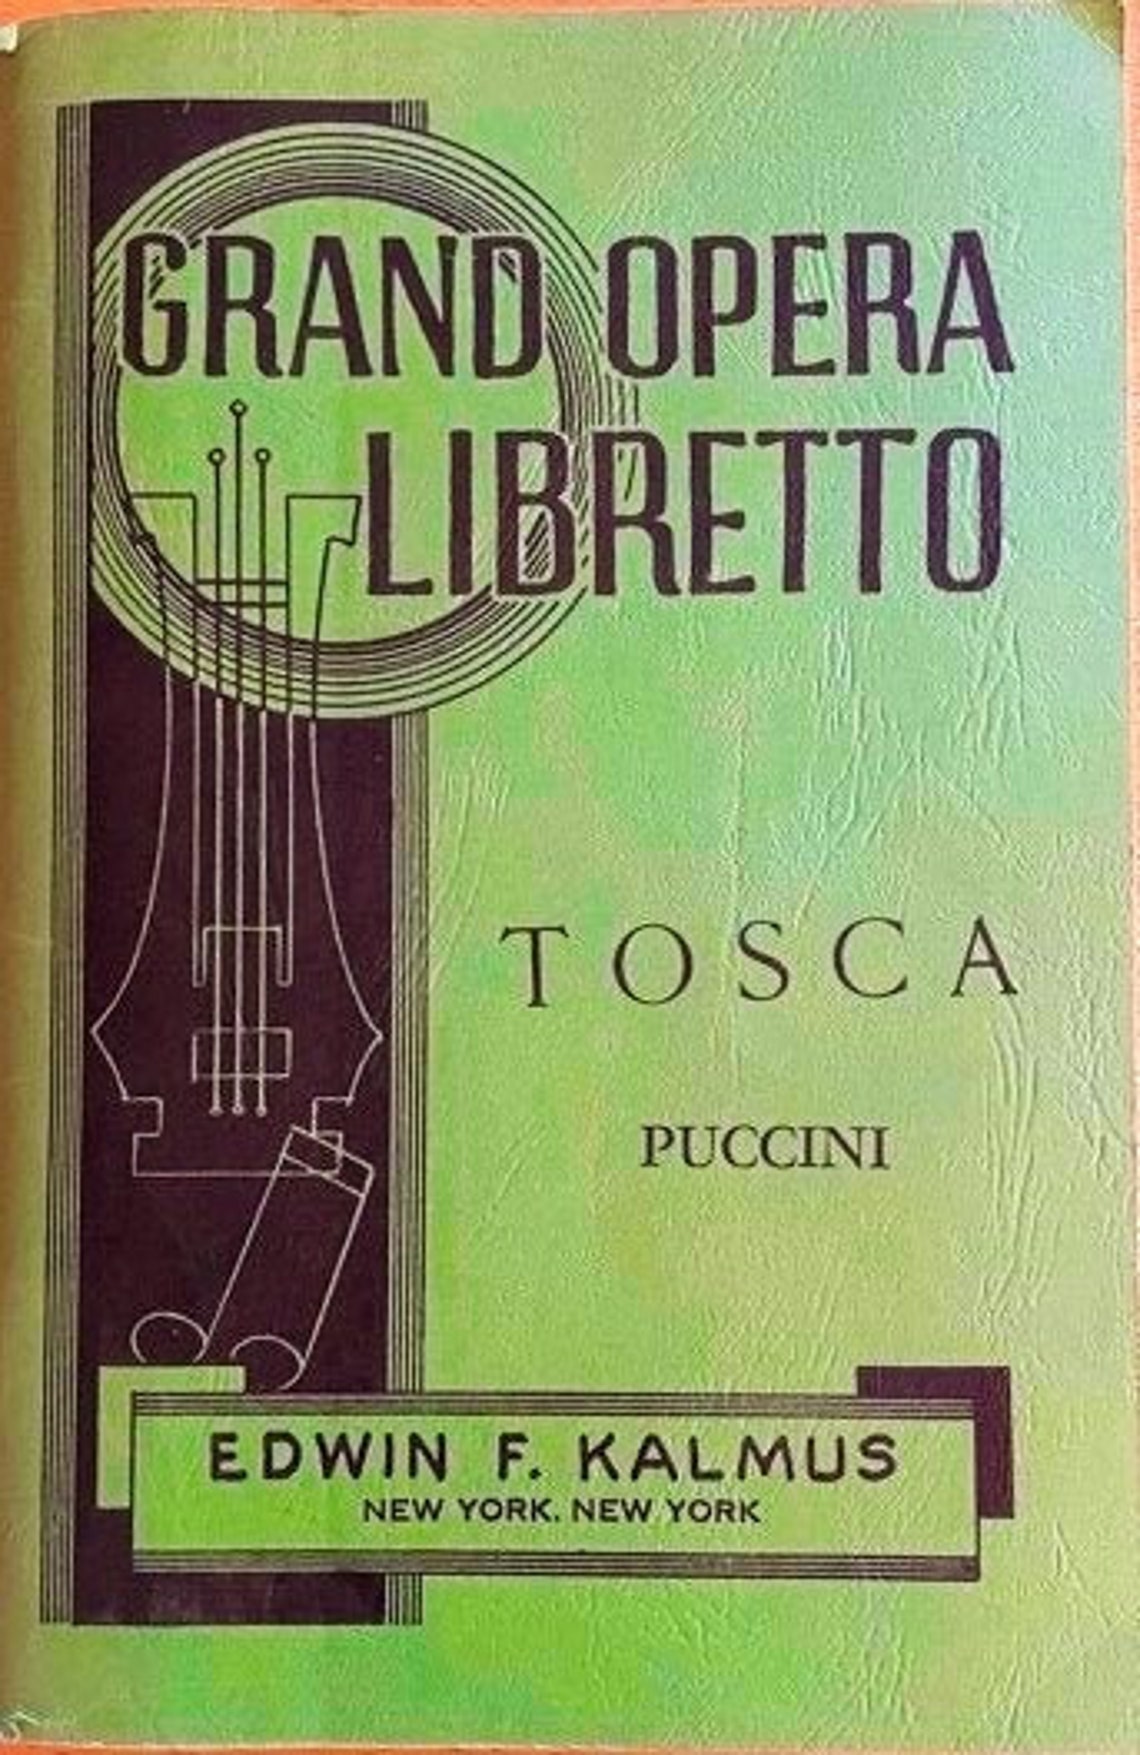 GRAND OPERA
LIBRETTO
TOSCA
PUCCINI
EDWIN F. KALMUS
NEW YORK. NEW YORK